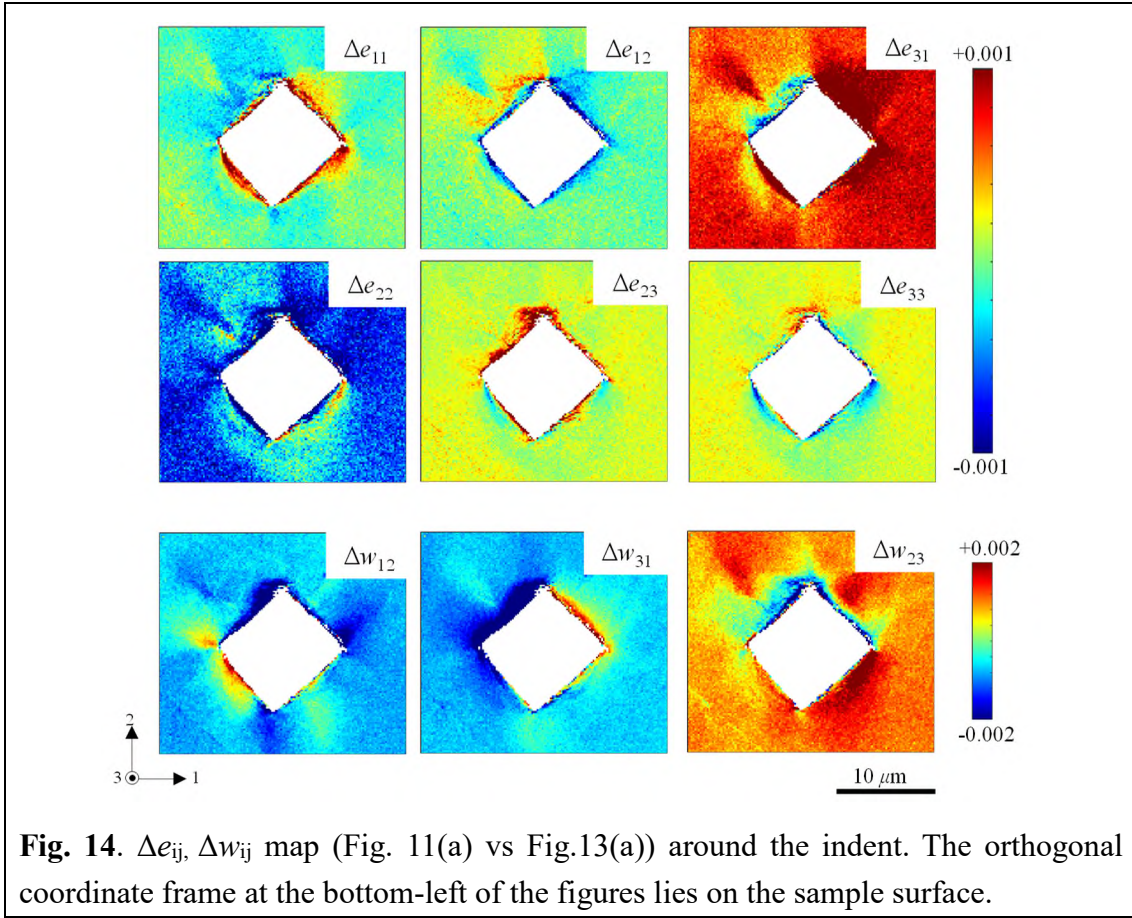 Δe₁₁ Δe₁₂ Δe₃₁ +0.001
Δe₂₂ Δe₂₃ Δe₃₃
-0.001
Δw₁₂ Δw₃₁ Δw₂₃ +0.002
2
3 1
-0.002
10 μm
Fig. 14. Δeᵢⱼ, Δwᵢⱼ map (Fig. 11(a) vs Fig.13(a)) around the indent. The orthogonal
coordinate frame at the bottom-left of the figures lies on the sample surface.